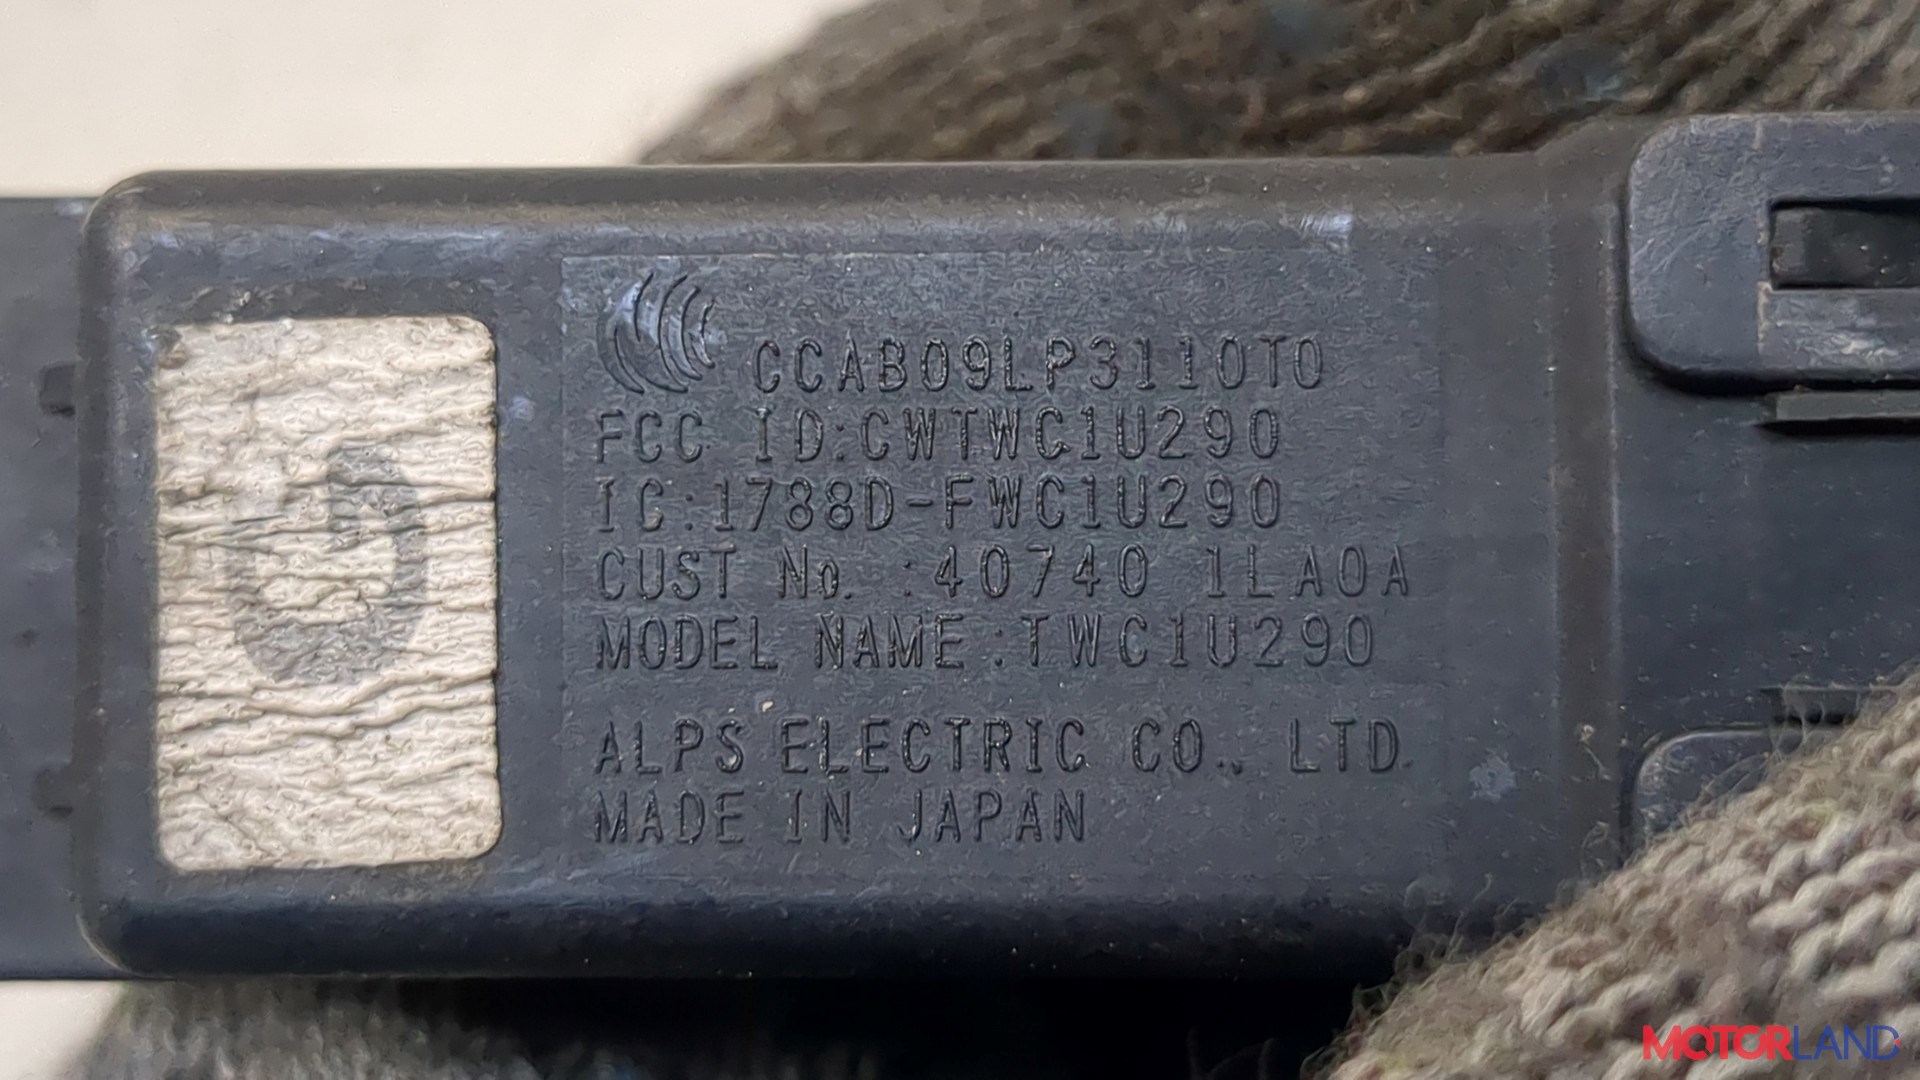 CCAB09LP3110T0
FCC ID:CWTWC1U290
IC:1788D-FWC1U290
CUST No. :40740 1LA0A
MODEL NAME:TWC1U290
ALPS ELECTRIC CO., LTD.
MADE IN JAPAN
MOTORLAND